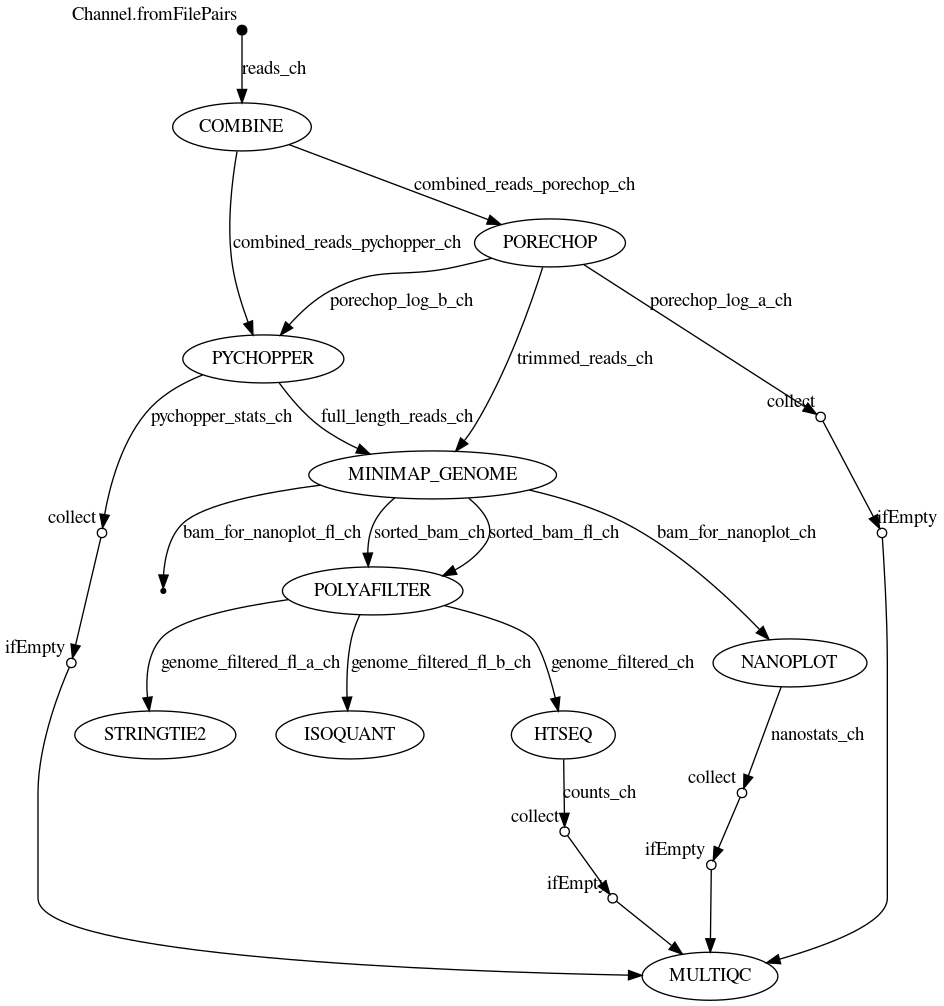 Channel.fromFilePairs
reads_ch
COMBINE
combined_reads_porechop_ch
PORECHOP
combined_reads_pychopper_ch
porechop_log_b_ch
porechop_log_a_ch
PYCHOPPER
trimmed_reads_ch
collect
pychopper_stats_ch
full_length_reads_ch
MINIMAP_GENOME
collect
ifEmpty
bam_for_nanoplot_fl_ch
sorted_bam_ch
sorted_bam_fl_ch
bam_for_nanoplot_ch
POLYAFILTER
ifEmpty
genome_filtered_fl_a_ch
genome_filtered_fl_b_ch
genome_filtered_ch
NANOPLOT
STRINGTIE2
ISOQUANT
HTSEQ
nanostats_ch
collect
counts_ch
collect
ifEmpty
ifEmpty
MULTIQC